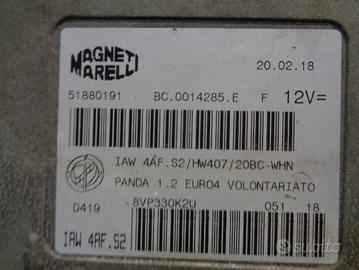 MAGNETI
MARELLI
20.02.18
51880191 BC.0014285.E F 12V=
IAW 4AF.S2/HW407/20BC-WHN
PANDA 1.2 EURO4 VOLONTARIATO
D419 8VP330K2U 051 18
IAW 4AF.S2
subito